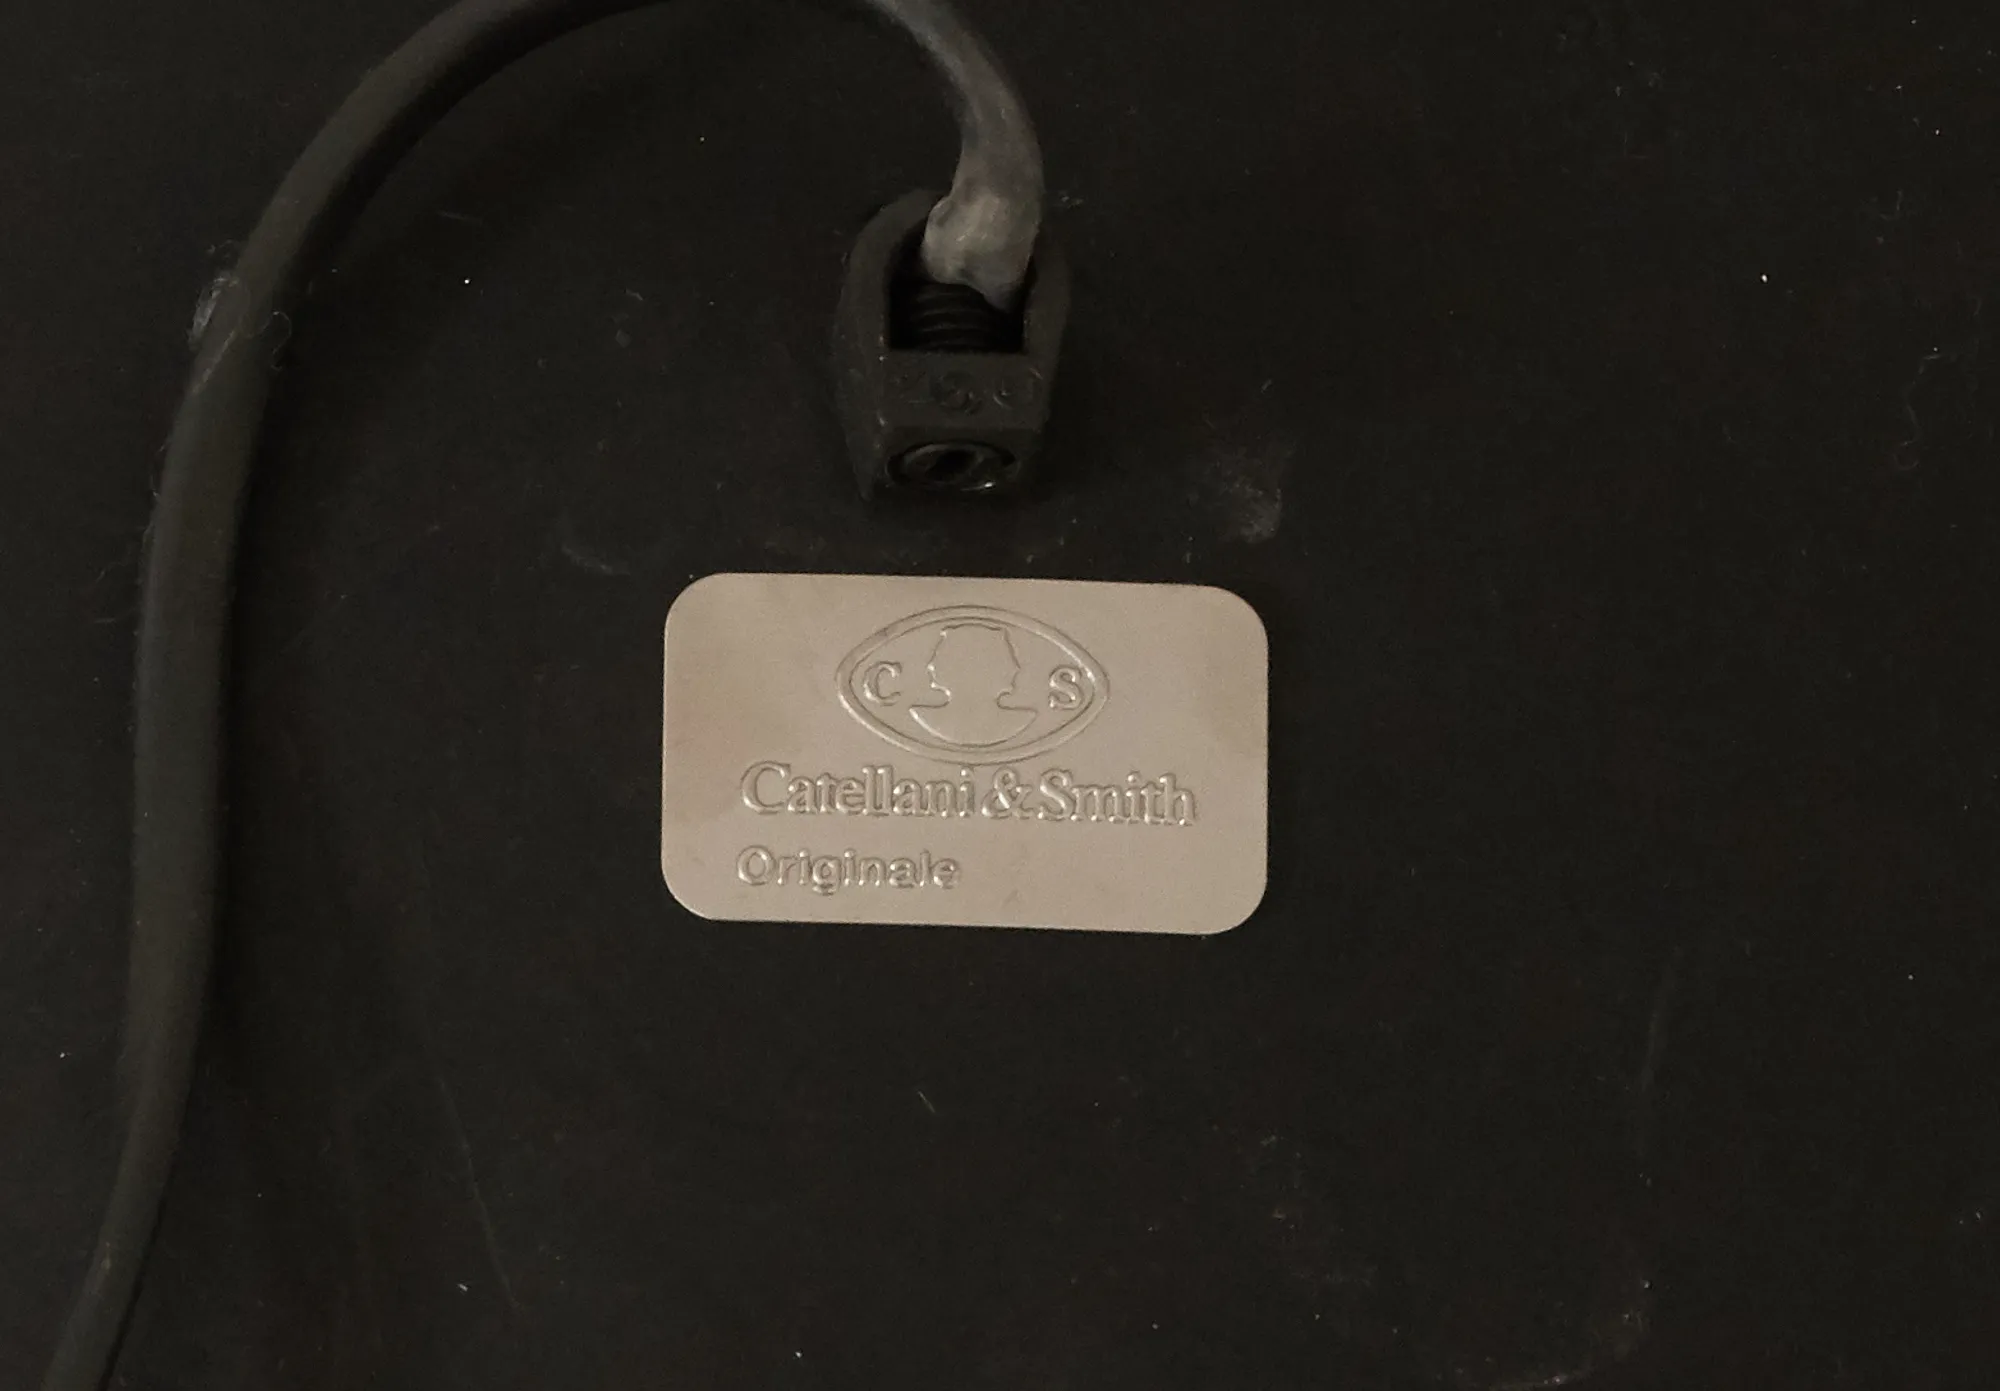 C S
Catellani & Smith
Originale